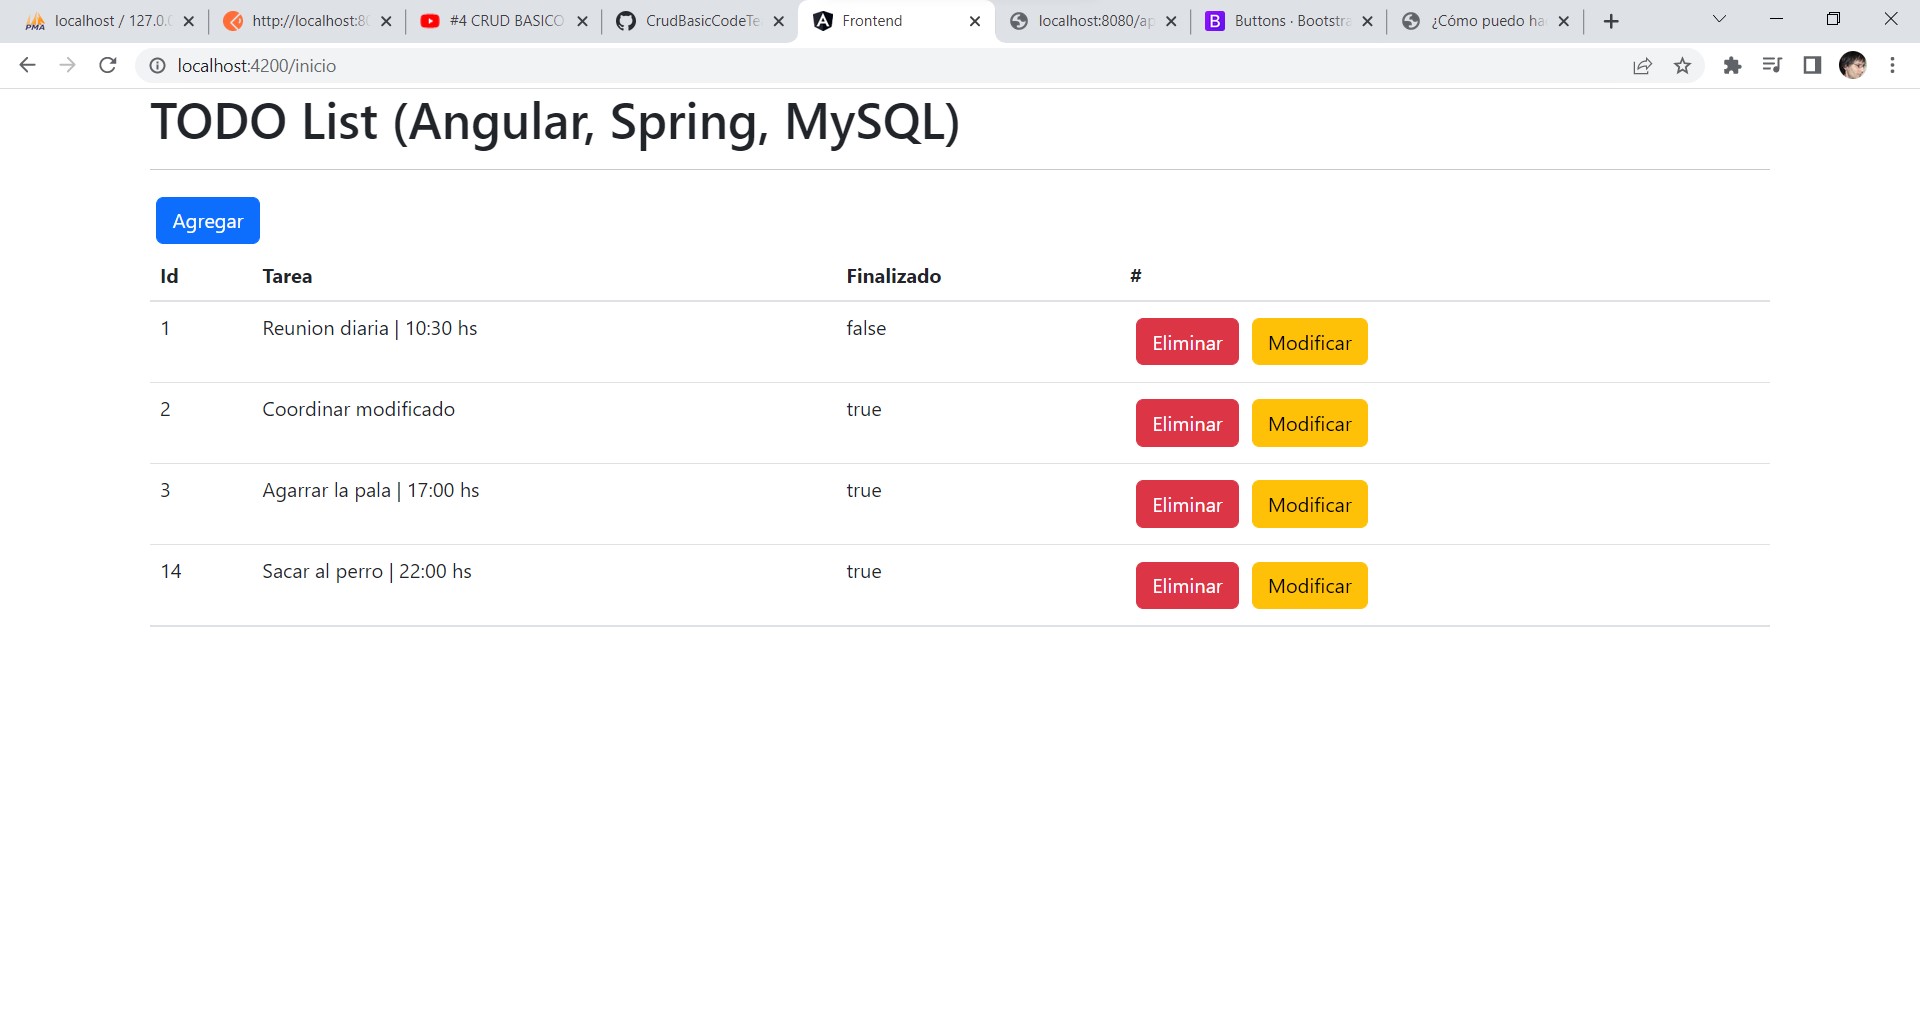 localhost / 127.0.0
http://localhost:80
#4 CRUD BASICO
CrudBasicCodeTe
Frontend
localhost:8080/ap
Buttons · Bootstra
¿Cómo puedo ha
localhost:4200/inicio
TODO List (Angular, Spring, MySQL)
Agregar
Id Tarea Finalizado #
1 Reunion diaria | 10:30 hs false Eliminar Modificar
2 Coordinar modificado true Eliminar Modificar
3 Agarrar la pala | 17:00 hs true Eliminar Modificar
14 Sacar al perro | 22:00 hs true Eliminar Modificar